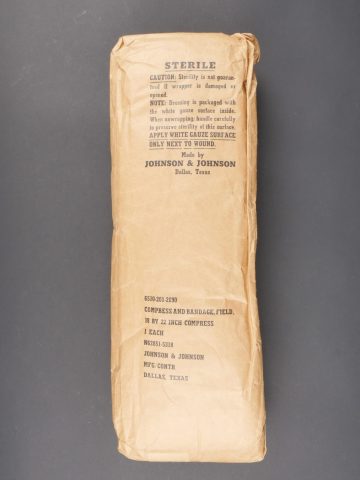 STERILE
CAUTION: Sterility is not guaran-
teed if wrapper is damaged or
opened.
NOTE: Dressing is packaged with
the white gauze surface inside.
When unwrapping, handle carefully
to preserve sterility of this surface.
APPLY WHITE GAUZE SURFACE
ONLY NEXT TO WOUND.
Made by
JOHNSON & JOHNSON
Dallas, Texas
6510-201-2090
COMPRESS AND BANDAGE, FIELD,
18 BY 22 INCH COMPRESS
1 EACH
JOHNSON & JOHNSON
MFG/CONTR
DALLAS, TEXAS